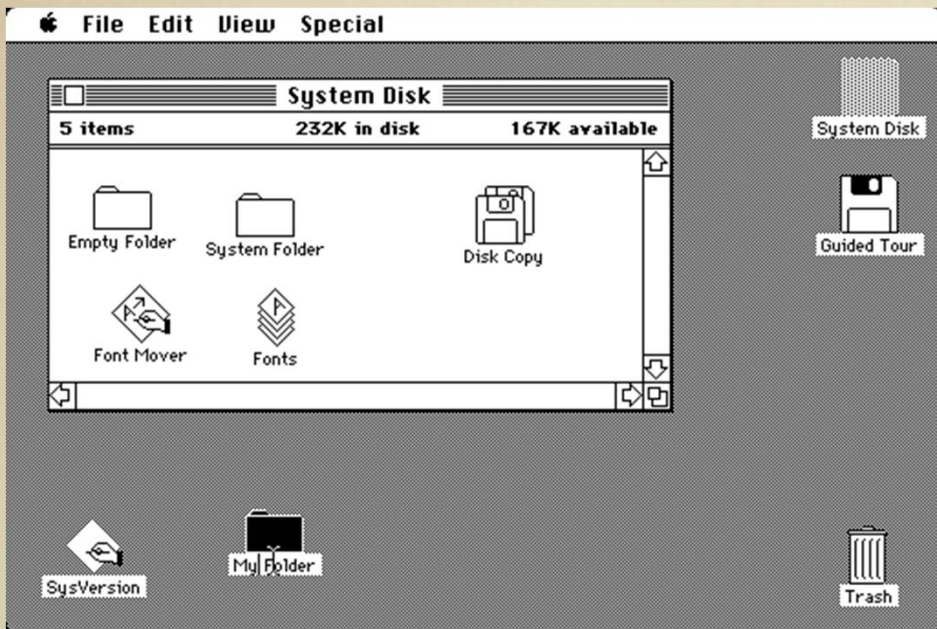 File Edit View Special
System Disk
5 items 232K in disk 167K available
Empty Folder
System Folder
Disk Copy
Font Mover
Fonts
System Disk
Guided Tour
SysVersion
My Folder
Trash